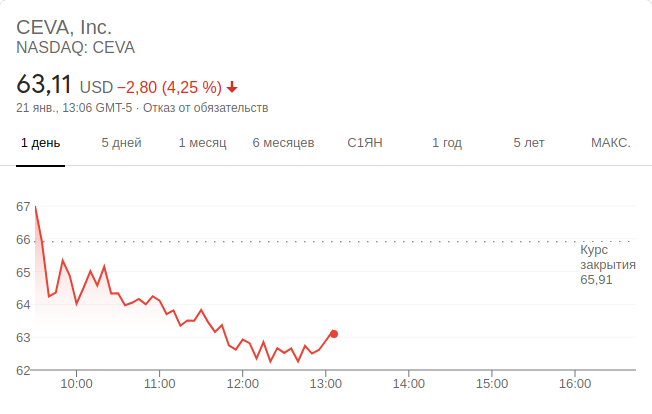 CEVA, Inc.
NASDAQ: CEVA
63,11 USD −2,80 (4,25 %)
21 янв., 13:06 GMT-5 · Отказ от обязательств
1 день 5 дней 1 месяц 6 месяцев С1ЯН 1 год 5 лет МАКС.
67
66
Курс
закрытия
65,91
65
64
63
62
10:00 11:00 12:00 13:00 14:00 15:00 16:00